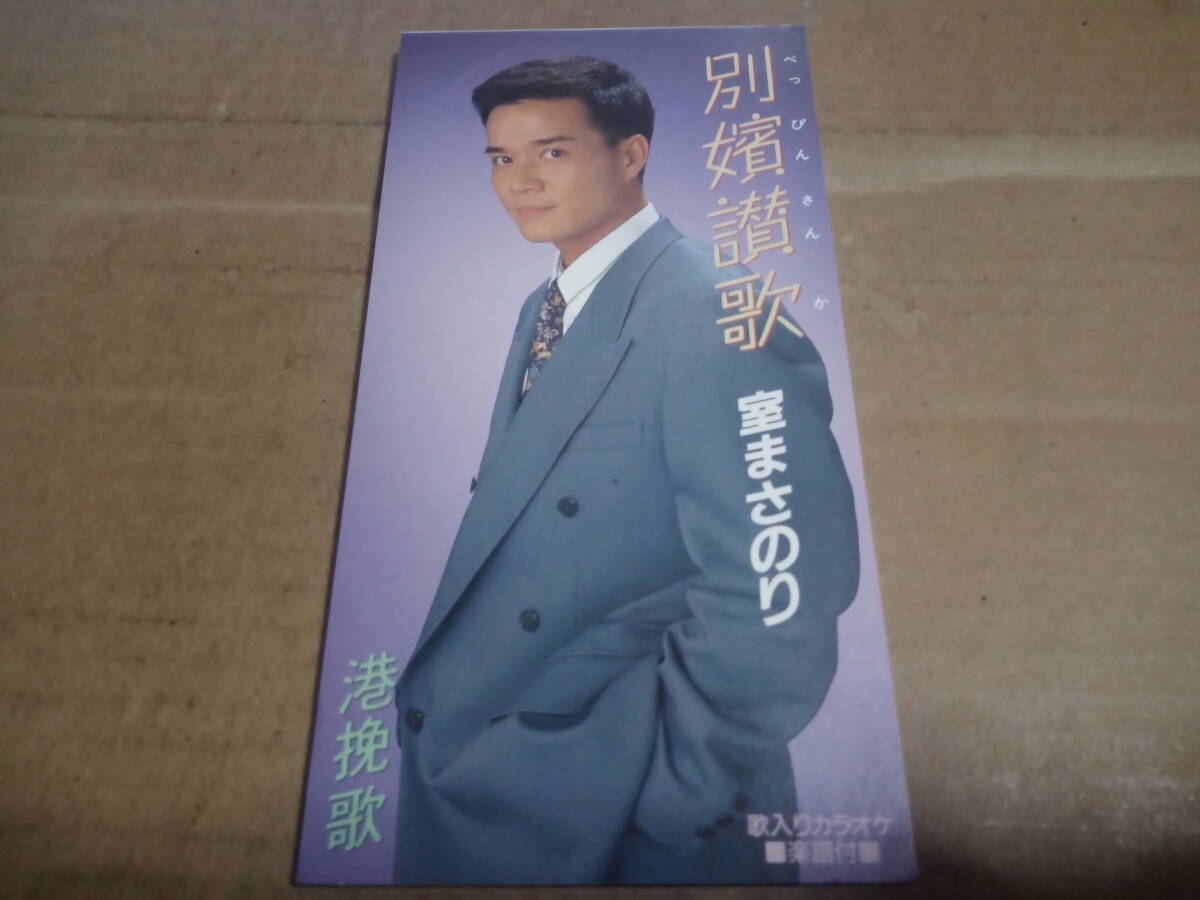 別嬪讃歌
べっぴんさんか
室まさのり
港挽歌
歌入りカラオケ
■楽譜付■